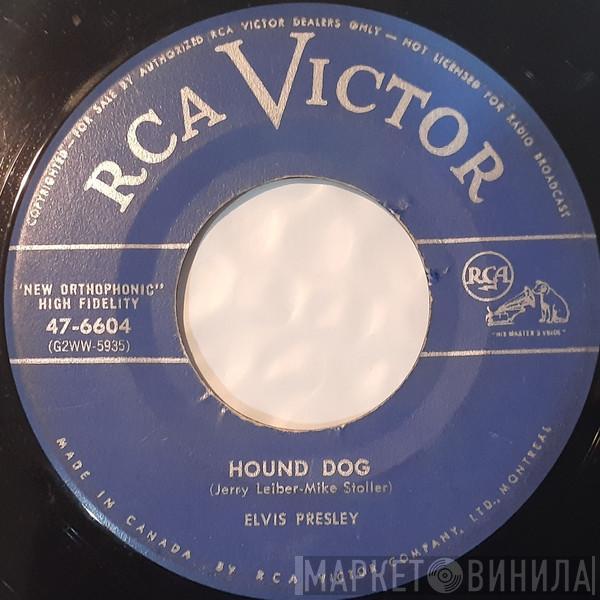 COPYRIGHTED—FOR SALE BY AUTHORIZED RCA VICTOR DEALERS ONLY — NOT LICENSED FOR RADIO BROADCAST
RCA VICTOR
"NEW ORTHOPHONIC"
HIGH FIDELITY
47-6604
(G2WW-5935)
RCA
"HIS MASTER'S VOICE"
HOUND DOG
(Jerry Leiber-Mike Stoller)
ELVIS PRESLEY
MADE IN CANADA BY RCA VICTOR COMPANY, LTD., MONTREAL
МАРКЕТ ВИНИЛА